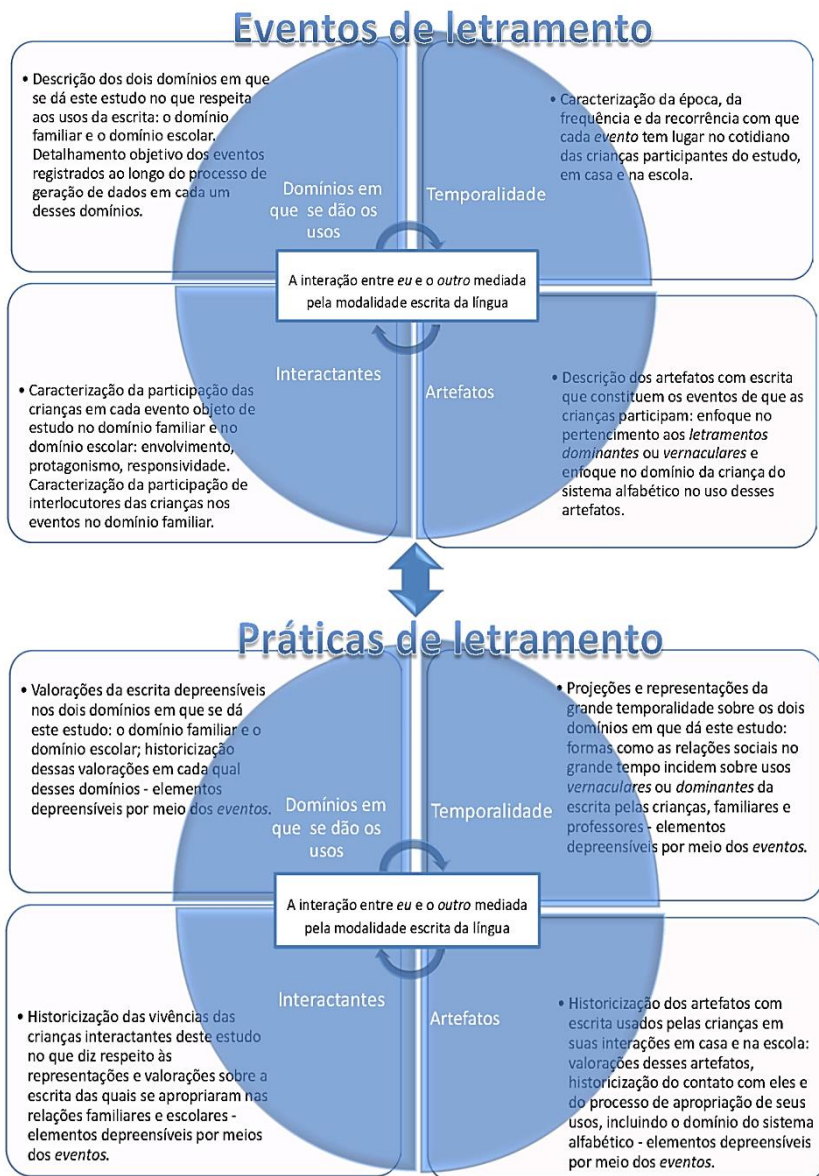 Eventos de letramento
• Descrição dos dois domínios em que
se dá este estudo no que respeita
aos usos da escrita: o domínio
familiar e o domínio escolar.
Detalhamento objetivo dos eventos
registrados ao longo do processo de
geração de dados em cada um
desses domínios.
• Caracterização da época, da
frequência e da recorrência com que
cada evento tem lugar no cotidiano
das crianças participantes do estudo,
em casa e na escola.
Domínios em
que se dão os
usos
Temporalidade
A interação entre eu e o outro mediada
pela modalidade escrita da língua
Interactantes
Artefatos
• Caracterização da participação das
crianças em cada evento objeto de
estudo no domínio familiar e no
domínio escolar: envolvimento,
protagonismo, responsividade.
Caracterização da participação de
interlocutores das crianças nos
eventos no domínio familiar.
• Descrição dos artefatos com escrita
que constituem os eventos de que as
crianças participam: enfoque no
pertencimento aos letramentos
dominantes ou vernaculares e
enfoque no domínio da criança do
sistema alfabético no uso desses
artefatos.
Práticas de letramento
• Valorações da escrita depreensíveis
nos dois domínios em que se dá
este estudo: o domínio familiar e o
domínio escolar; historicização
dessas valorações em cada qual
desses domínios - elementos
depreensíveis por meio dos eventos.
• Projeções e representações da
grande temporalidade sobre os dois
domínios em que dá este estudo:
formas como as relações sociais no
grande tempo incidem sobre usos
vernaculares ou dominantes da
escrita pelas crianças, familiares e
professores - elementos
depreensíveis por meio dos eventos.
Domínios em
que se dão os
usos
Temporalidade
A interação entre eu e o outro mediada
pela modalidade escrita da língua
Interactantes
Artefatos
• Historicização das vivências das
crianças interactantes deste estudo
no que diz respeito às
representações e valorações sobre a
escrita das quais se apropriaram nas
relações familiares e escolares -
elementos depreensíveis por meios
dos eventos.
• Historicização dos artefatos com
escrita usados pelas crianças em
suas interações em casa e na escola:
valorações desses artefatos,
historicização do contato com eles e
do processo de apropriação de seus
usos, incluindo o domínio do sistema
alfabético - elementos depreensíveis
por meio dos eventos.